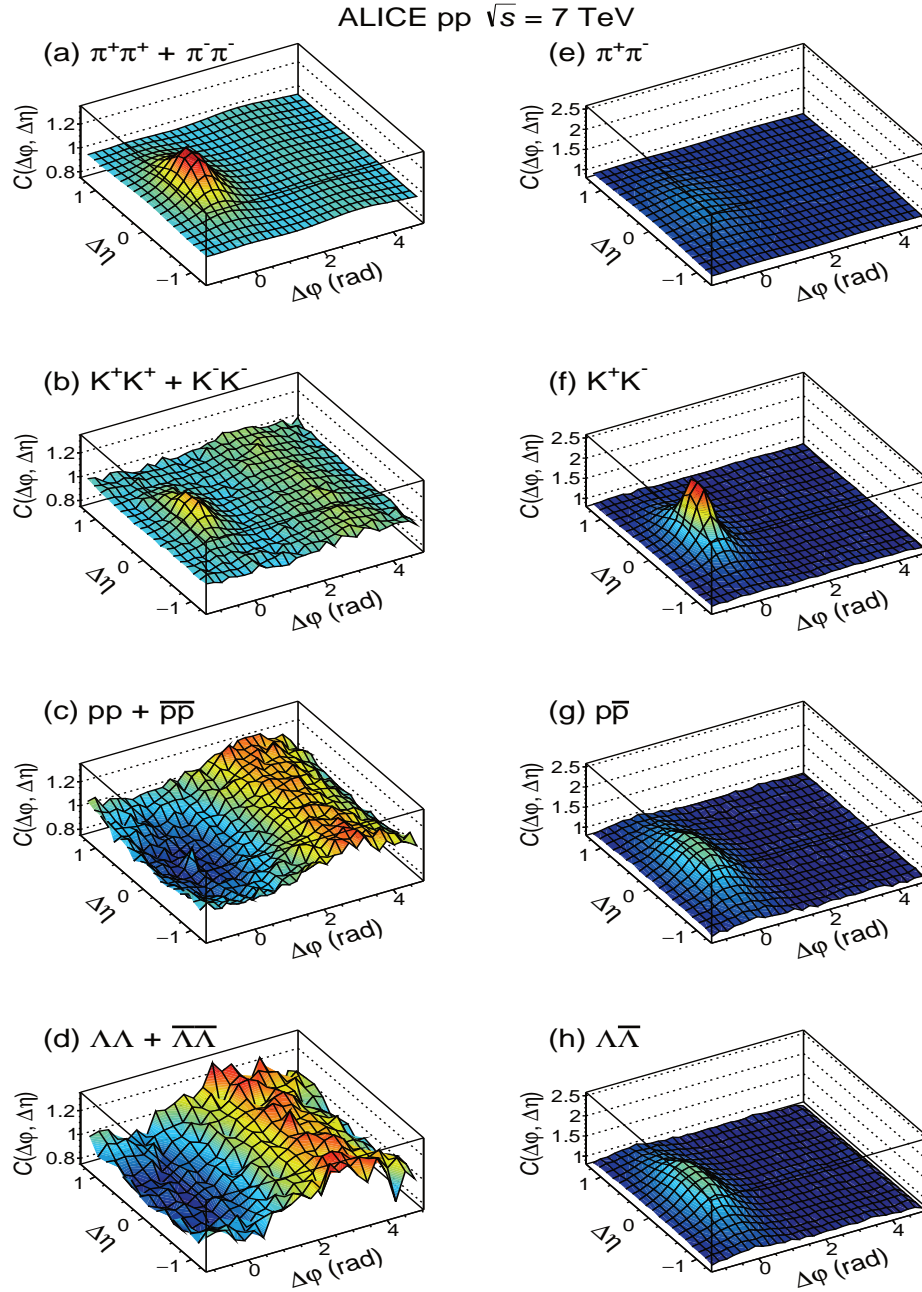 ALICE pp √s = 7 TeV
(a) π⁺π⁺ + π⁻π⁻
C(Δφ, Δη)
1.2
1
0.8
1
0
−1
Δη
0
2
4
Δφ (rad)
(e) π⁺π⁻
C(Δφ, Δη)
2.5
2
1.5
1
1
0
−1
Δη
0
2
4
Δφ (rad)
(b) K⁺K⁺ + K⁻K⁻
C(Δφ, Δη)
1.2
1
0.8
1
0
−1
Δη
0
2
4
Δφ (rad)
(f) K⁺K⁻
C(Δφ, Δη)
2.5
2
1.5
1
1
0
−1
Δη
0
2
4
Δφ (rad)
(c) pp + p̅p̅
C(Δφ, Δη)
1.2
1
0.8
1
0
−1
Δη
0
2
4
Δφ (rad)
(g) pp̅
C(Δφ, Δη)
2.5
2
1.5
1
1
0
−1
Δη
0
2
4
Δφ (rad)
(d) ΛΛ + Λ̅Λ̅
C(Δφ, Δη)
1.2
1
0.8
1
0
−1
Δη
0
2
4
Δφ (rad)
(h) ΛΛ̅
C(Δφ, Δη)
2.5
2
1.5
1
1
0
−1
Δη
0
2
4
Δφ (rad)